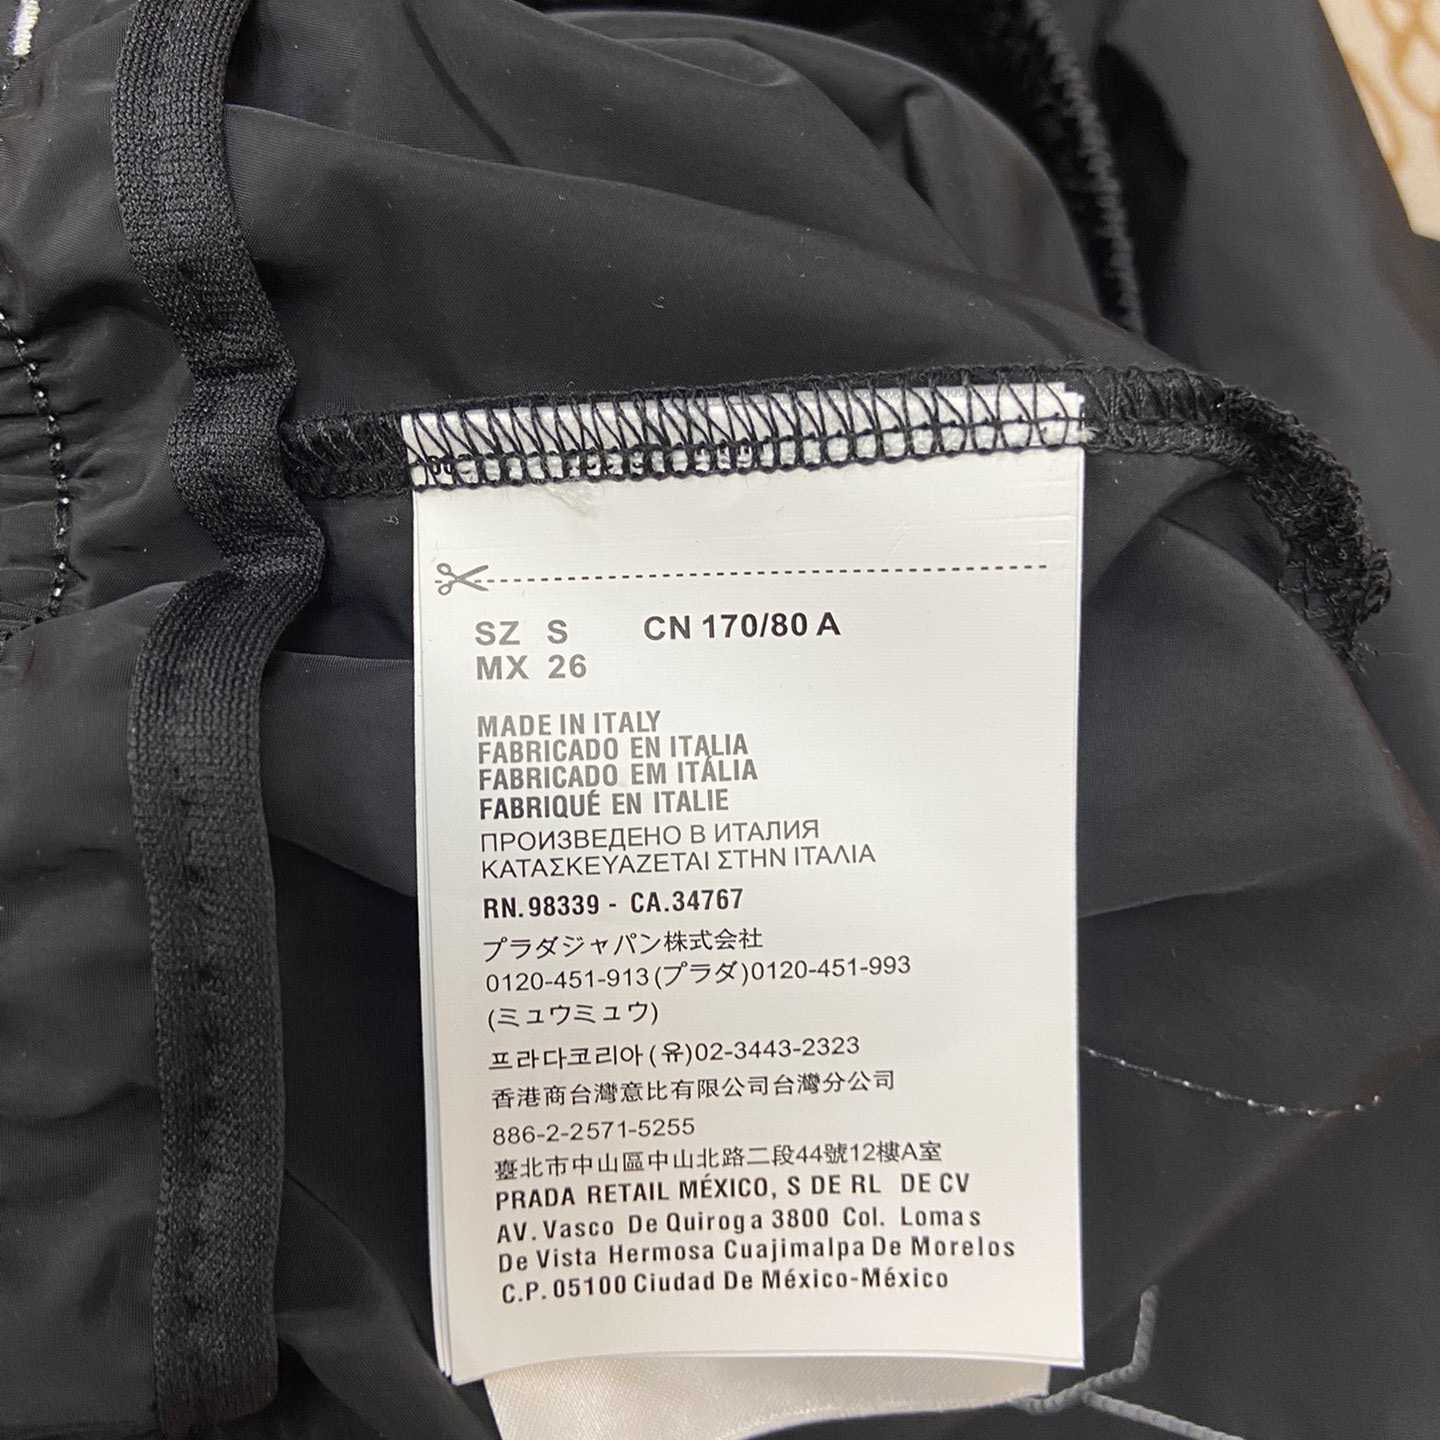 SZ S CN 170/80 A
MX 26
MADE IN ITALY
FABRICADO EN ITALIA
FABRICADO EM ITÁLIA
FABRIQUÉ EN ITALIE
ПРОИЗВЕДЕНО В ИТАЛИЯ
ΚΑΤΑΣΚΕΥΑΖΕΤΑΙ ΣΤΗΝ ΙΤΑΛΙΑ
RN. 98339 - CA.34767
プラダジャパン株式会社
0120-451-913(プラダ)0120-451-993
(ミュウミュウ)
프라다코리아(유)02-3443-2323
香港商台灣意比有限公司台灣分公司
886-2-2571-5255
臺北市中山區中山北路二段44號12樓A室
PRADA RETAIL MÉXICO, S DE RL DE CV
AV. Vasco De Quiroga 3800 Col. Lomas
De Vista Hermosa Cuajimalpa De Morelos
C.P. 05100 Ciudad De México-México